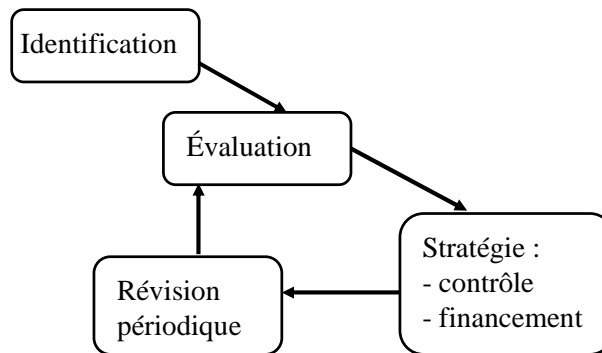 Identification
Évaluation
Stratégie :
- contrôle
- financement
Révision
périodique